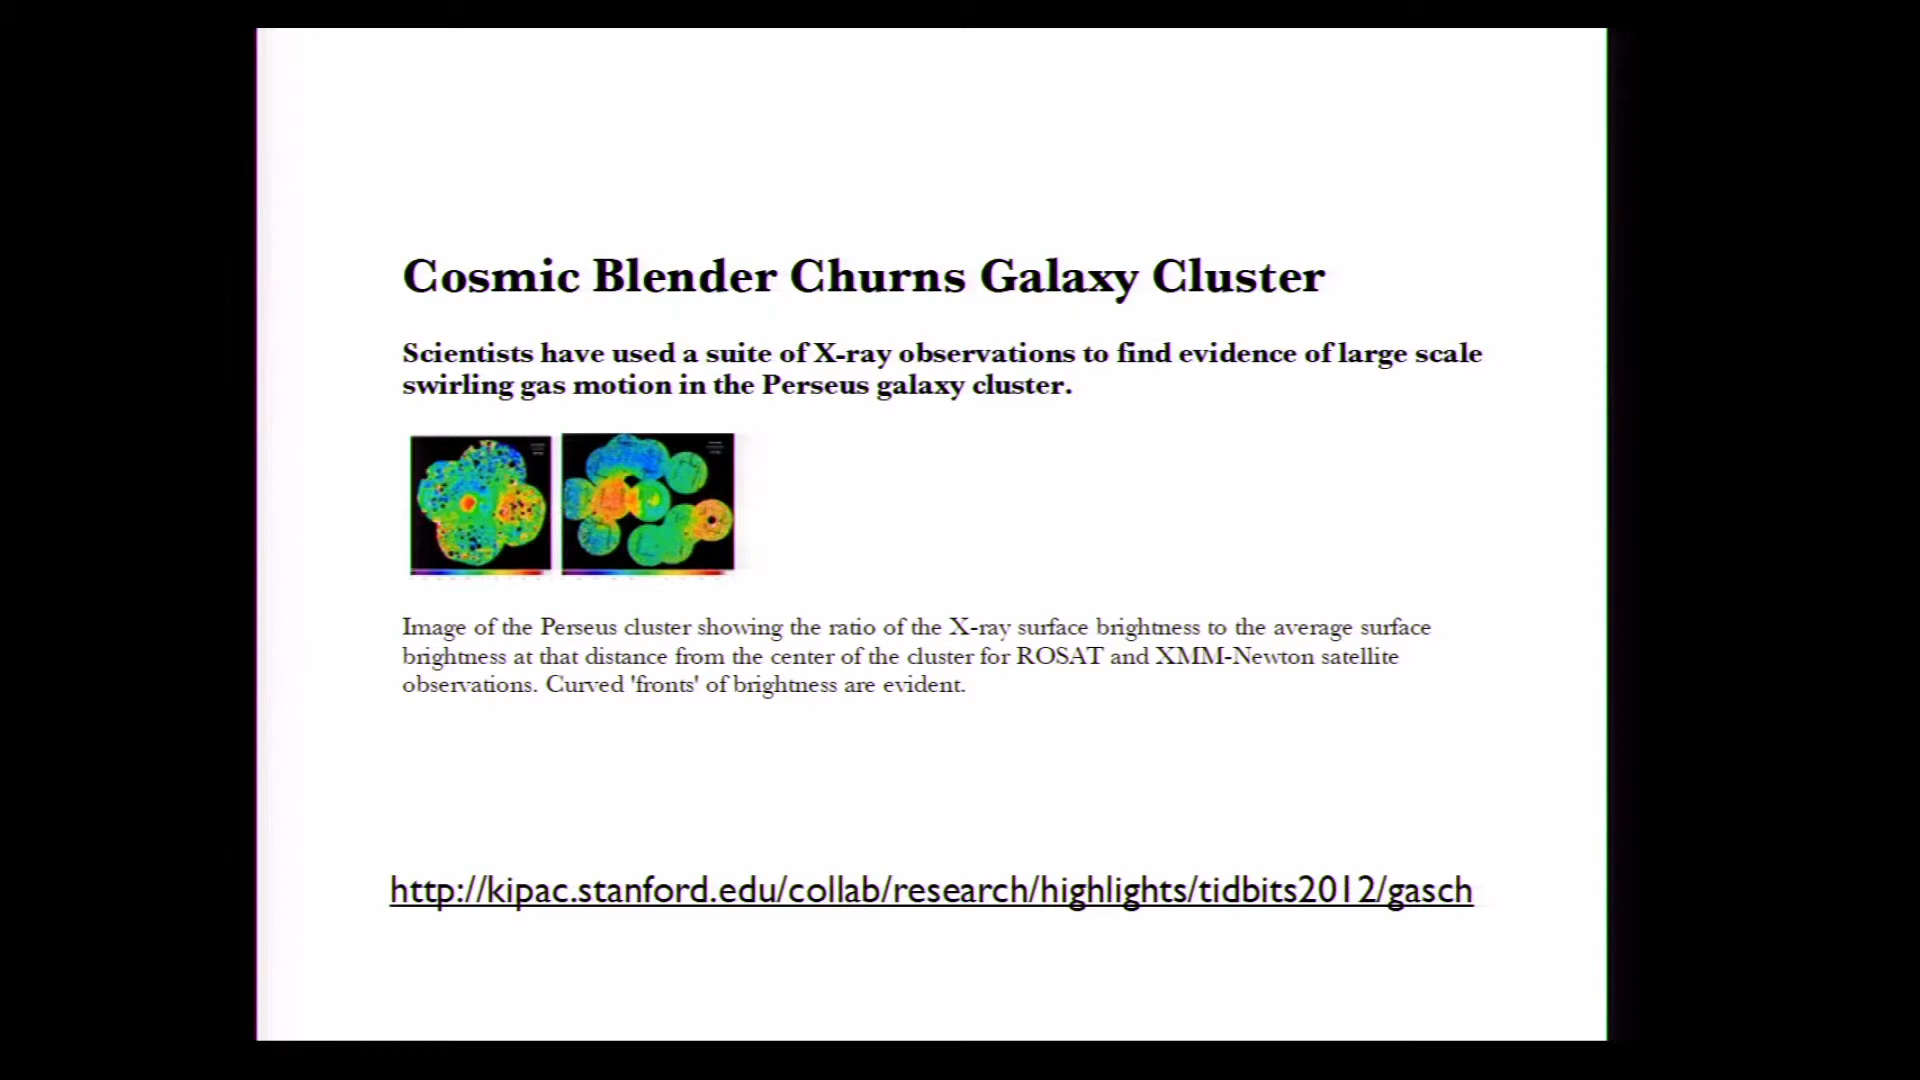 Cosmic Blender Churns Galaxy Cluster
Scientists have used a suite of X-ray observations to find evidence of large scale
swirling gas motion in the Perseus galaxy cluster.
Image of the Perseus cluster showing the ratio of the X-ray surface brightness to the average surface
brightness at that distance from the center of the cluster for ROSAT and XMM-Newton satellite
observations. Curved 'fronts' of brightness are evident.
http://kipac.stanford.edu/collab/research/highlights/tidbits2012/gasch